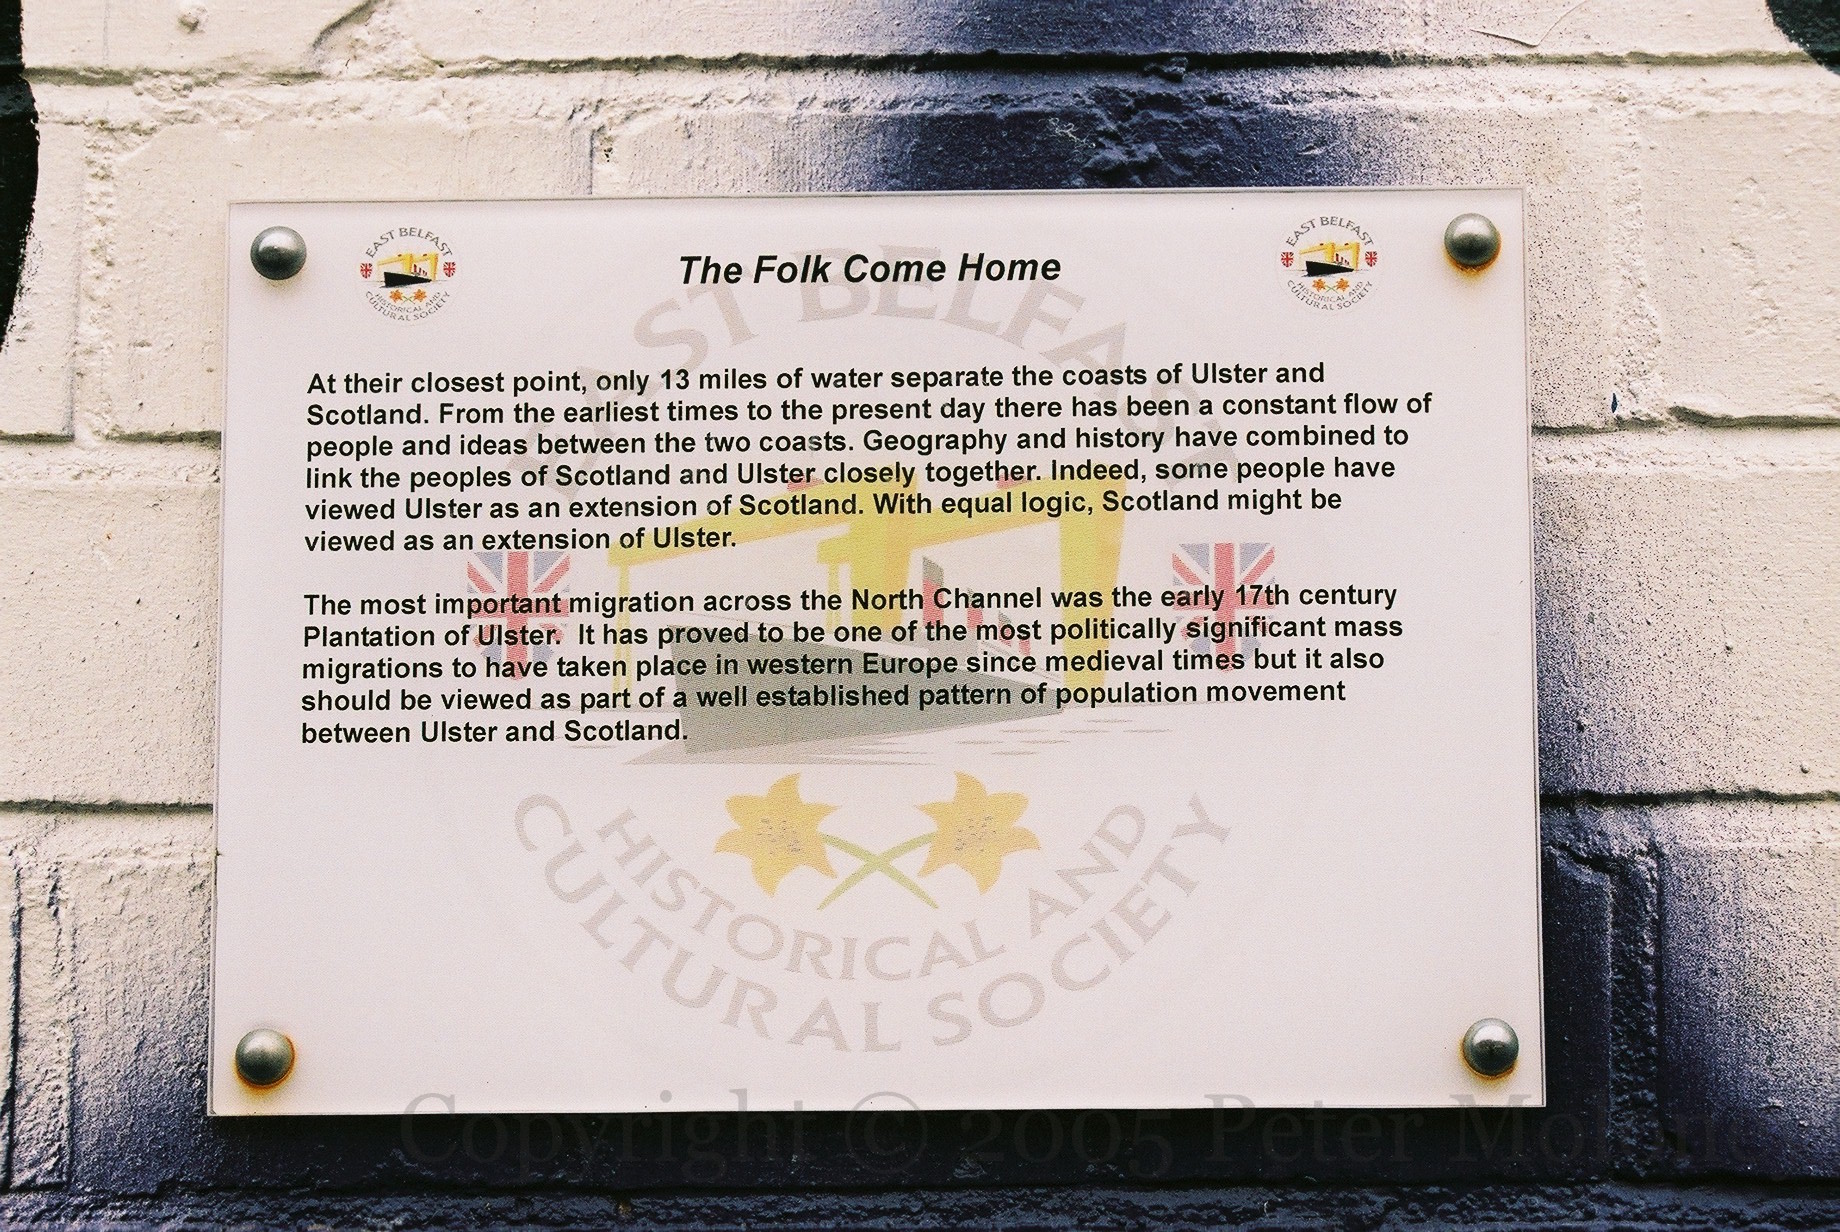 EAST BELFAST
HISTORICAL AND
CULTURAL SOCIETY
The Folk Come Home
EAST BELFAST
HISTORICAL AND
CULTURAL SOCIETY
EAST BELFAST
At their closest point, only 13 miles of water separate the coasts of Ulster and
Scotland. From the earliest times to the present day there has been a constant flow of
people and ideas between the two coasts. Geography and history have combined to
link the peoples of Scotland and Ulster closely together. Indeed, some people have
viewed Ulster as an extension of Scotland. With equal logic, Scotland might be
viewed as an extension of Ulster.
The most important migration across the North Channel was the early 17th century
Plantation of Ulster. It has proved to be one of the most politically significant mass
migrations to have taken place in western Europe since medieval times but it also
should be viewed as part of a well established pattern of population movement
between Ulster and Scotland.
HISTORICAL AND
CULTURAL SOCIETY
Copyright © 2005 Peter Moloney